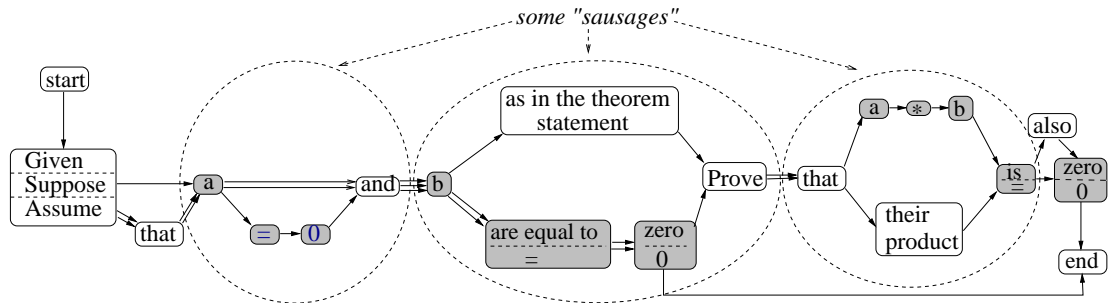 some "sausages"
start
Given
Suppose
Assume
that
a
= 0
and
b
as in the theorem
statement
are equal to
=
zero
0
Prove
that
a * b
their
product
is
=
also
zero
0
end